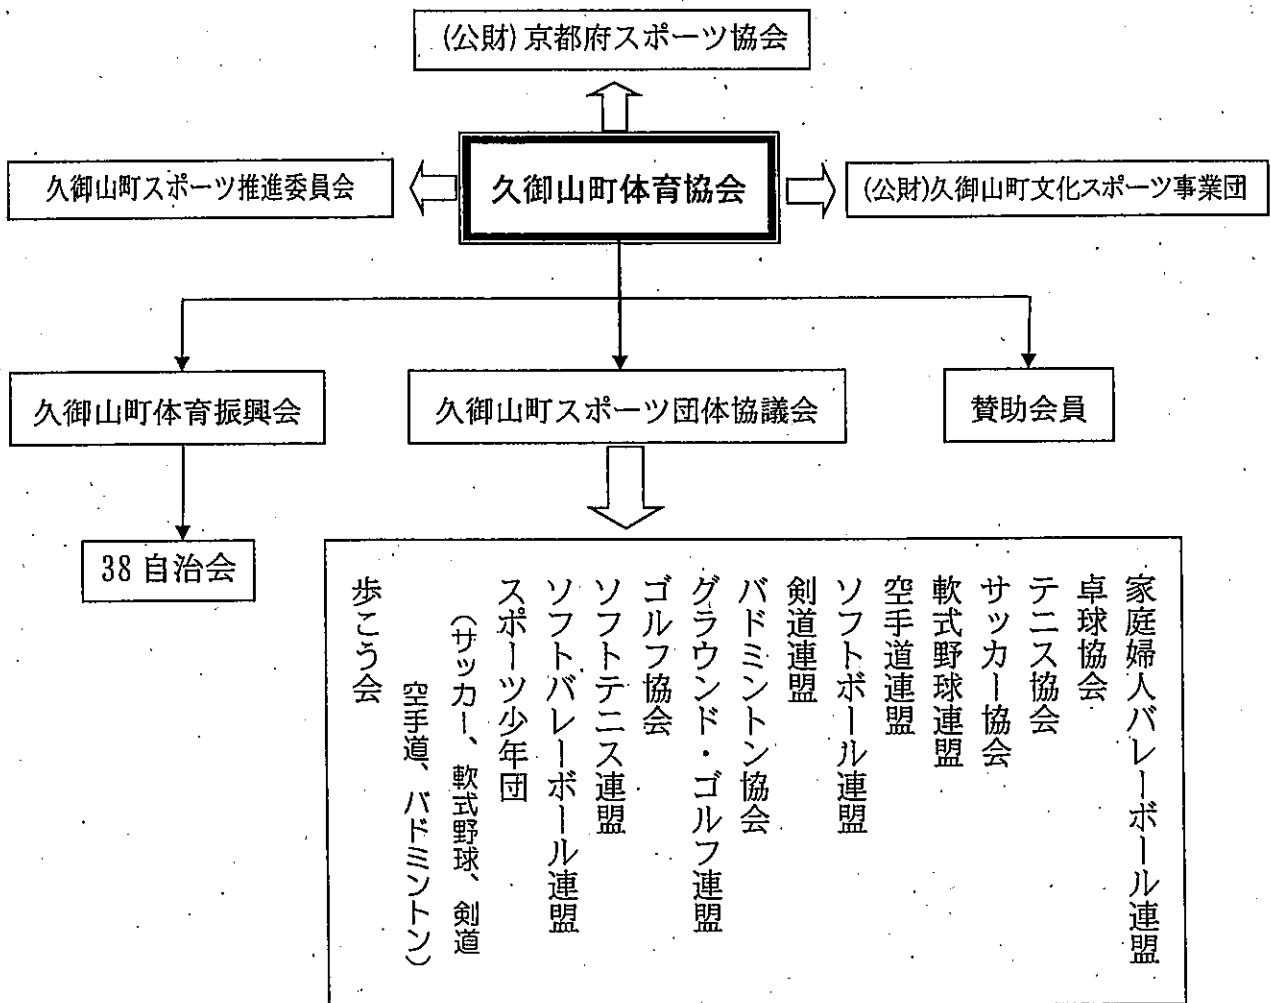 (公財)京都府スポーツ協会
久御山町スポーツ推進委員会
久御山町体育協会
(公財)久御山町文化スポーツ事業団
久御山町体育振興会
久御山町スポーツ団体協議会
賛助会員
38自治会
家庭婦人バレーボール連盟
卓球協会
テニス協会
サッカー協会
軟式野球連盟
空手道連盟
ソフトボール連盟
剣道連盟
バドミントン協会
グラウンド・ゴルフ連盟
ゴルフ協会
ソフトテニス連盟
ソフトバレーボール連盟
スポーツ少年団
(サッカー、軟式野球、剣道
空手道、バドミントン)
歩こう会